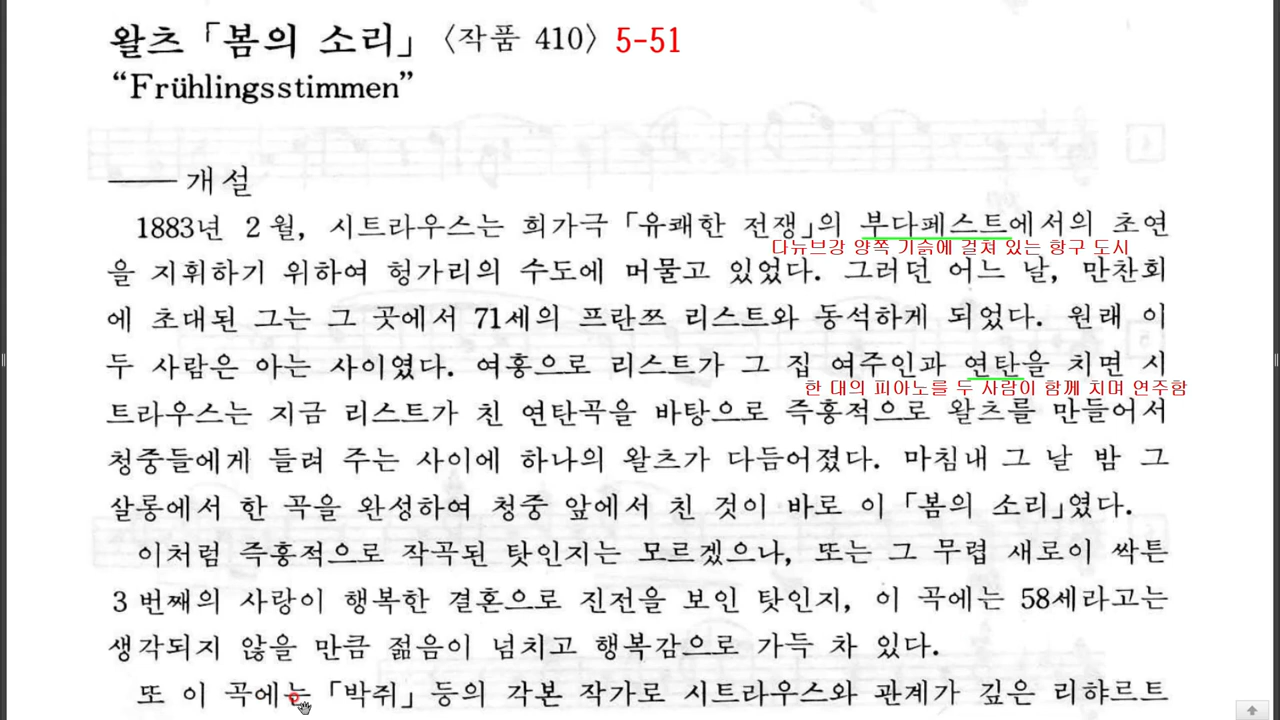 왈츠「봄의 소리」〈작품 410〉 5-51
“Frühlingsstimmen”
── 개설
1883년 2월, 시트라우스는 희가극 「유쾌한 전쟁」의 부다페스트에서의 초연
다뉴브강 양쪽 기슭에 걸쳐 있는 항구 도시
을 지휘하기 위하여 헝가리의 수도에 머물고 있었다. 그러던 어느 날, 만찬회
에 초대된 그는 그 곳에서 71세의 프란쯔 리스트와 동석하게 되었다. 원래 이
두 사람은 아는 사이였다. 여흥으로 리스트가 그 집 여주인과 연탄을 치면 시
한 대의 피아노를 두 사람이 함께 치며 연주함
트라우스는 지금 리스트가 친 연탄곡을 바탕으로 즉흥적으로 왈츠를 만들어서
청중들에게 들려 주는 사이에 하나의 왈츠가 다듬어졌다. 마침내 그 날 밤 그
살롱에서 한 곡을 완성하여 청중 앞에서 친 것이 바로 이 「봄의 소리」였다.
이처럼 즉흥적으로 작곡된 탓인지는 모르겠으나, 또는 그 무렵 새로이 싹튼
3번째의 사랑이 행복한 결혼으로 진전을 보인 탓인지, 이 곡에는 58세라고는
생각되지 않을 만큼 젊음이 넘치고 행복감으로 가득 차 있다.
또 이 곡에는 「박쥐」 등의 각본 작가로 시트라우스와 관계가 깊은 리햐르트